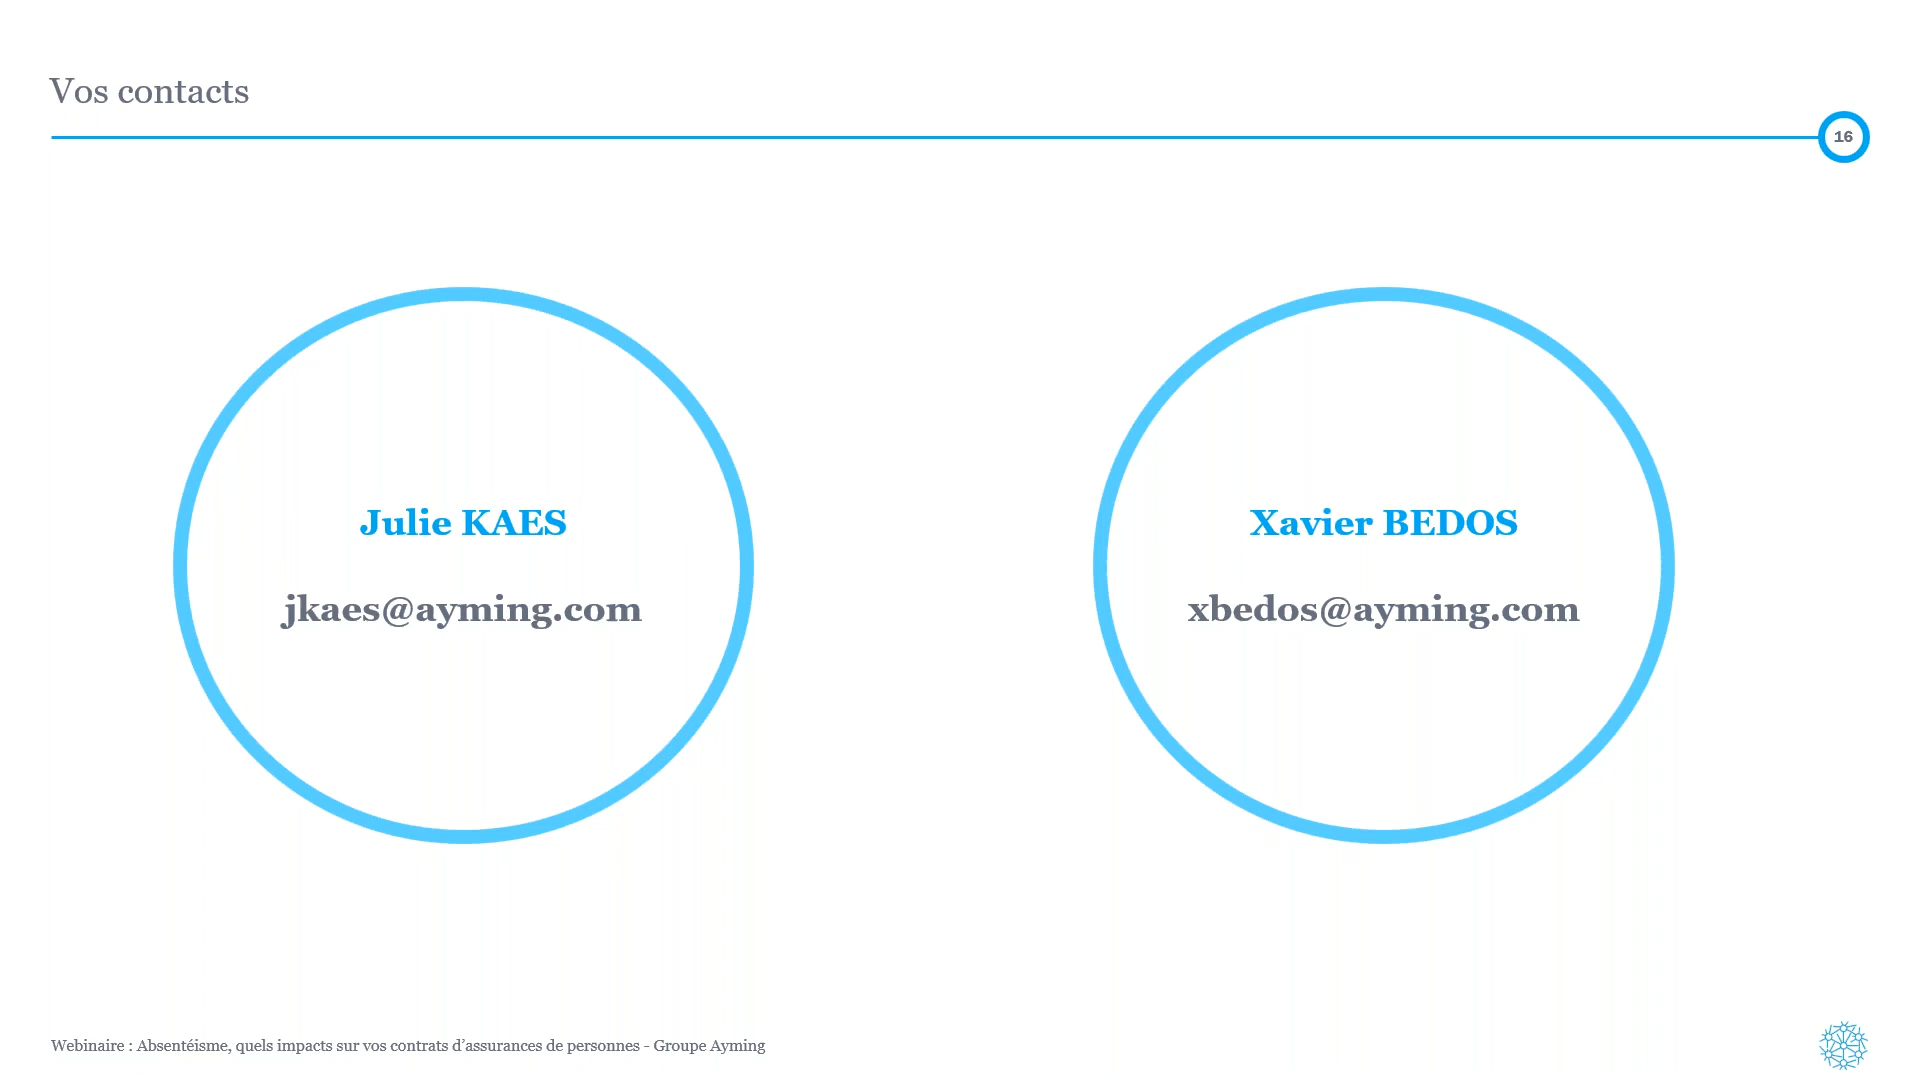 Vos contacts
16
Julie KAES
jkaes@ayming.com
Xavier BEDOS
xbedos@ayming.com
Webinaire : Absentéisme, quels impacts sur vos contrats d’assurances de personnes - Groupe Ayming